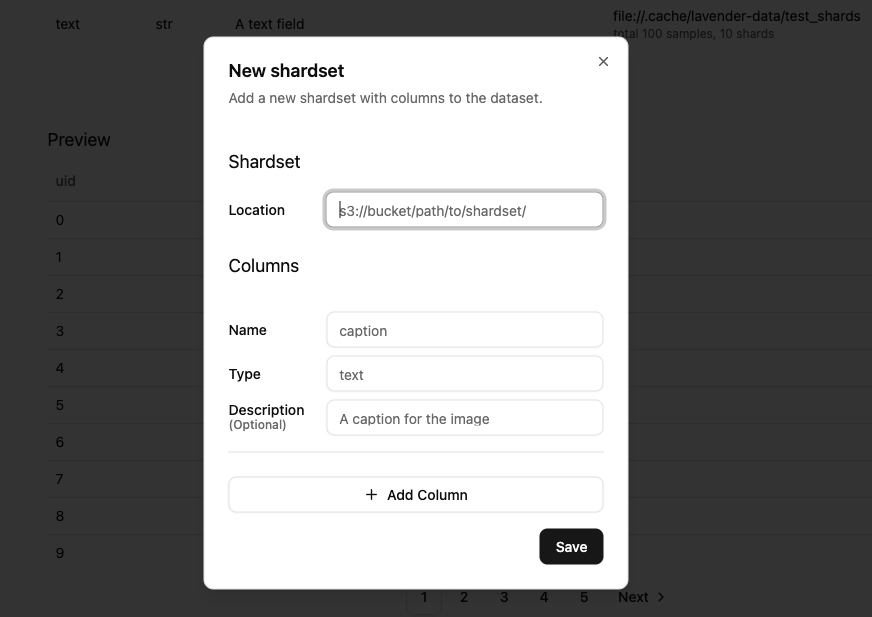 text str A text field file://.cache/lavender-data/test_shards
total 100 samples, 10 shards
New shardset
Add a new shardset with columns to the dataset.
Preview
Shardset
uid
Location s3://bucket/path/to/shardset/
0
1
Columns
2
3
Name caption
4
Type text
5
Description
(Optional)
A caption for the image
6
7
+ Add Column
8
9
Save
1 2 3 4 5 Next >